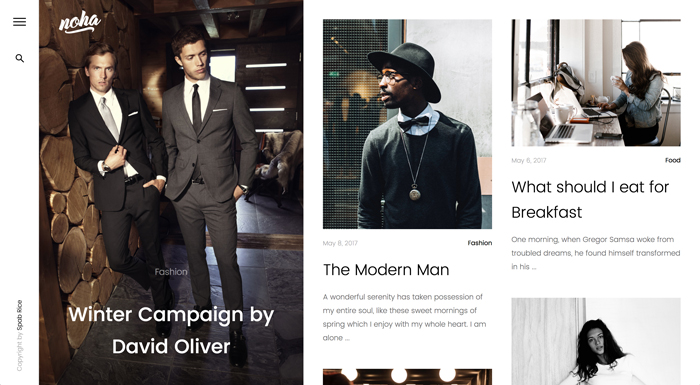 noha
Fashion
Winter Campaign by
David Oliver
Copyright by Spab Rice
May 8, 2017
Fashion
The Modern Man
A wonderful serenity has taken possession of
my entire soul, like these sweet mornings of
spring which I enjoy with my whole heart. I am
alone ...
May 6, 2017
Food
What should I eat for
Breakfast
One morning, when Gregor Samsa woke from
troubled dreams, he found himself transformed
in his ...